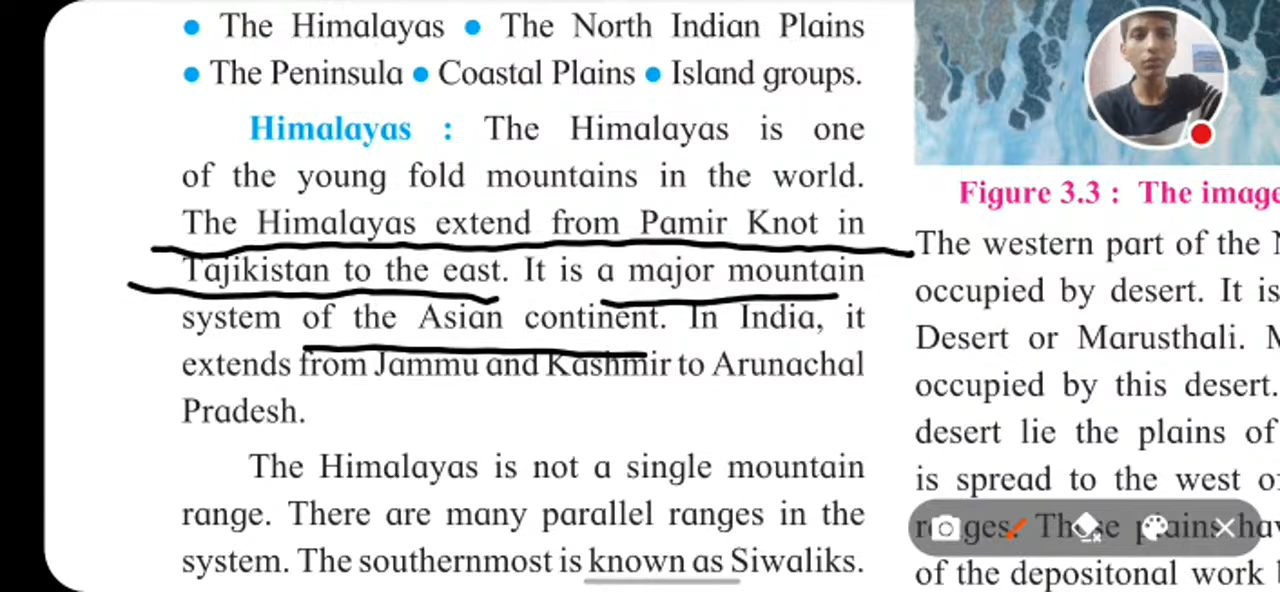 • The Himalayas • The North Indian Plains
• The Peninsula • Coastal Plains • Island groups.
Himalayas : The Himalayas is one
of the young fold mountains in the world.
The Himalayas extend from Pamir Knot in
Tajikistan to the east. It is a major mountain
system of the Asian continent. In India, it
extends from Jammu and Kashmir to Arunachal
Pradesh.
The Himalayas is not a single mountain
range. There are many parallel ranges in the
system. The southernmost is known as Siwaliks.
Figure 3.3 : The image
The western part of the
occupied by desert. It is
Desert or Marusthali.
occupied by this desert.
desert lie the plains of
is spread to the west
plains
of the depositonal work